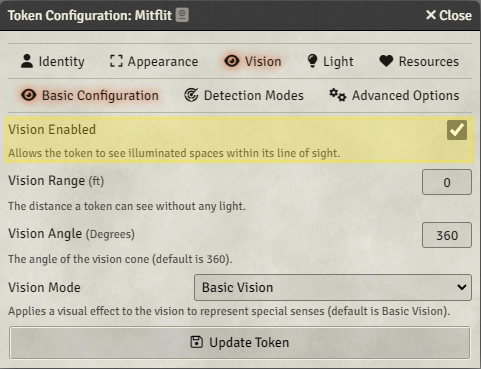 Token Configuration: Mitflit
Close
Identity
Appearance
Vision
Light
Resources
Basic Configuration
Detection Modes
Advanced Options
Vision Enabled
Allows the token to see illuminated spaces within its line of sight.
Vision Range (ft)
0
The distance a token can see without any light.
Vision Angle (Degrees)
360
The angle of the vision cone (default is 360).
Vision Mode
Basic Vision
Applies a visual effect to the vision to represent special senses (default is Basic Vision).
Update Token